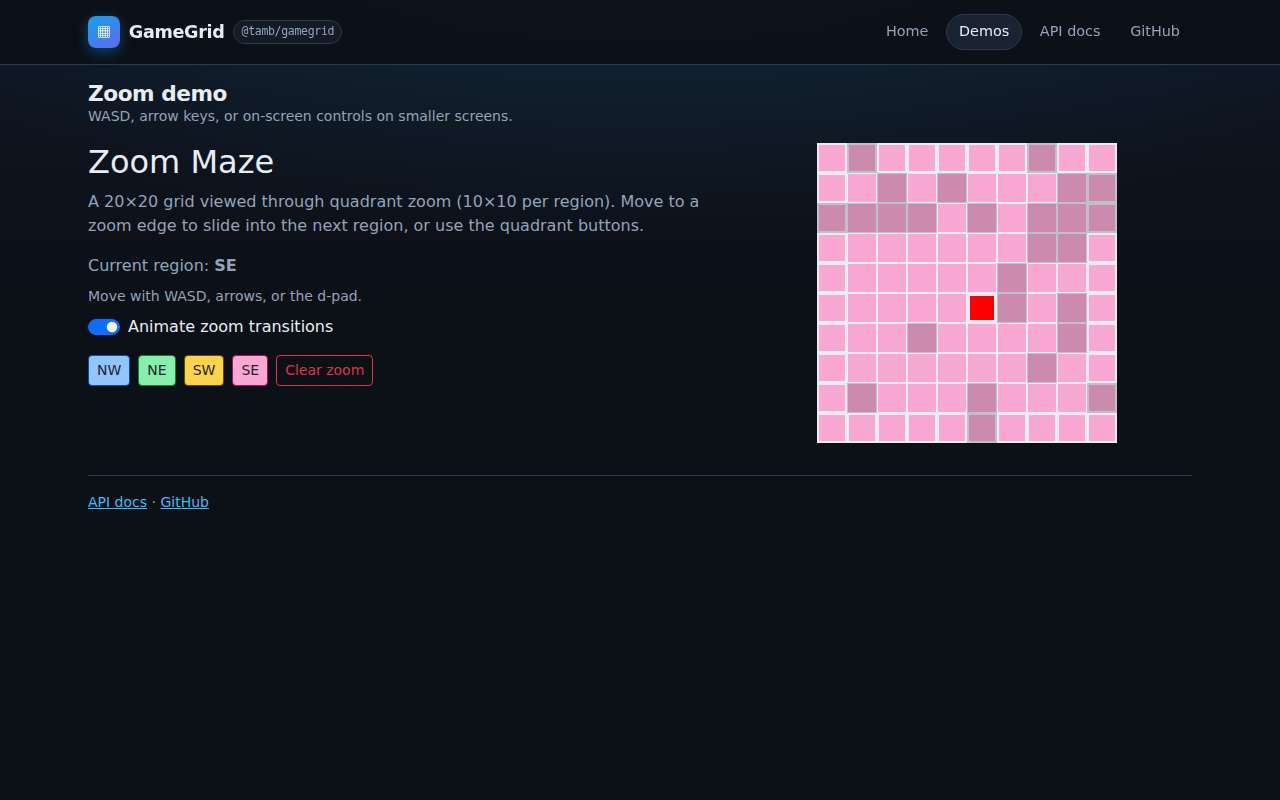 GameGrid
@tamb/gamegrid
Home
Demos
API docs
GitHub
Zoom demo
WASD, arrow keys, or on-screen controls on smaller screens.
Zoom Maze
A 20×20 grid viewed through quadrant zoom (10×10 per region). Move to a
zoom edge to slide into the next region, or use the quadrant buttons.
Current region: SE
Move with WASD, arrows, or the d-pad.
Animate zoom transitions
NW
NE
SW
SE
Clear zoom
API docs · GitHub